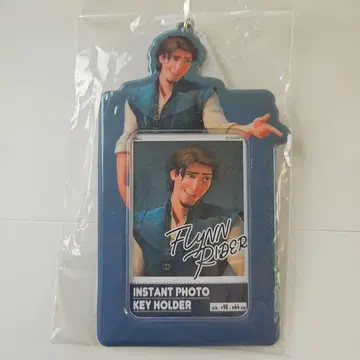 FLYNN
RIDER
INSTANT PHOTO
KEY HOLDER